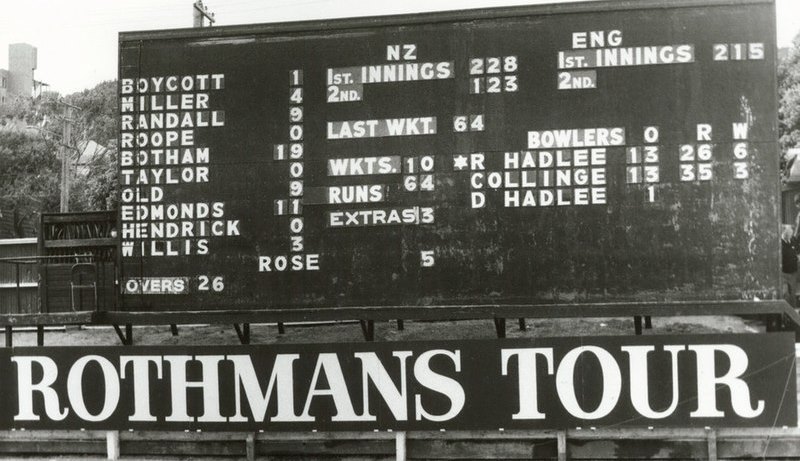 NZ ENG
BOYCOTT 1 1ST. INNINGS 228 1ST. INNINGS 215
MILLER 4 2ND. 123 2ND.
RANDALL 9 LAST WKT. 64
ROOPE 0 BOWLERS O R W
BOTHAM 19 WKTS. 10 *R HADLEE 13 26 6
TAYLOR 0 RUNS 64 COLLINGE 13 35 3
OLD 9 D HADLEE 1
EDMONDS 11 EXTRAS 13
HENDRICK 0
WILLIS 3
ROSE 5
OVERS 26
ROTHMANS TOUR